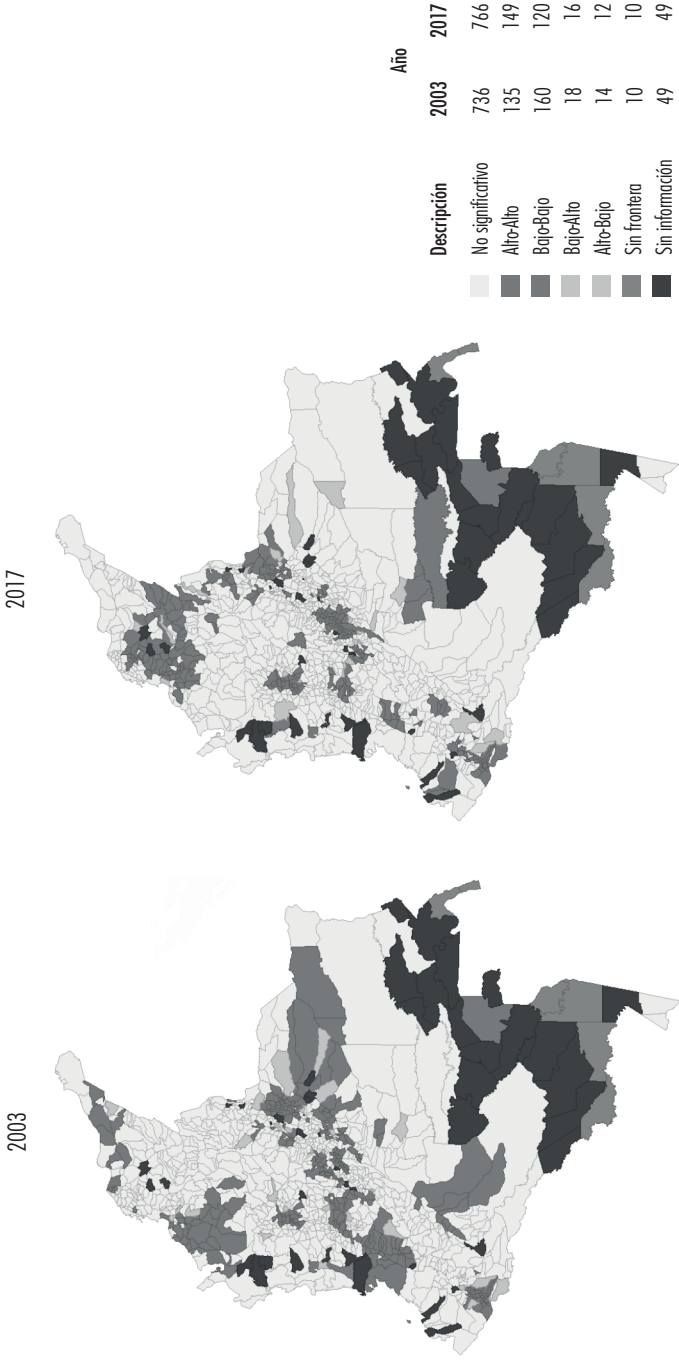 2003
2017
Año
Descripción 2003 2017
No significativo 736 766
Alto-Alto 135 149
Bajo-Bajo 160 120
Bajo-Alto 18 16
Alto-Bajo 14 12
Sin frontera 10 10
Sin información 49 49